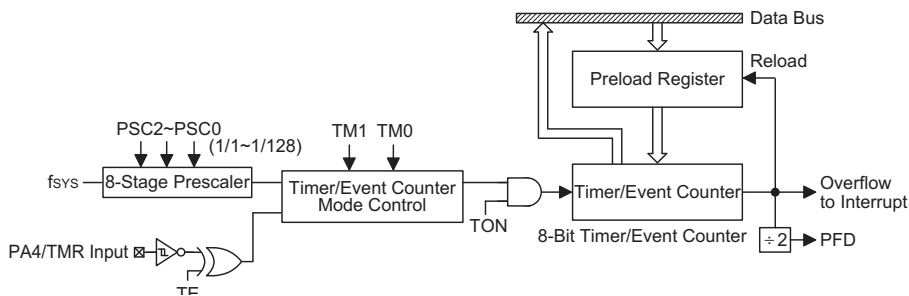 Data Bus
Preload Register
Reload
PSC2~PSC0
(1/1~1/128)
TM1 TM0
fSYS
8-Stage Prescaler
Timer/Event Counter
Mode Control
TON
Timer/Event Counter
8-Bit Timer/Event Counter
Overflow
to Interrupt
÷2
PFD
PA4/TMR Input
TE